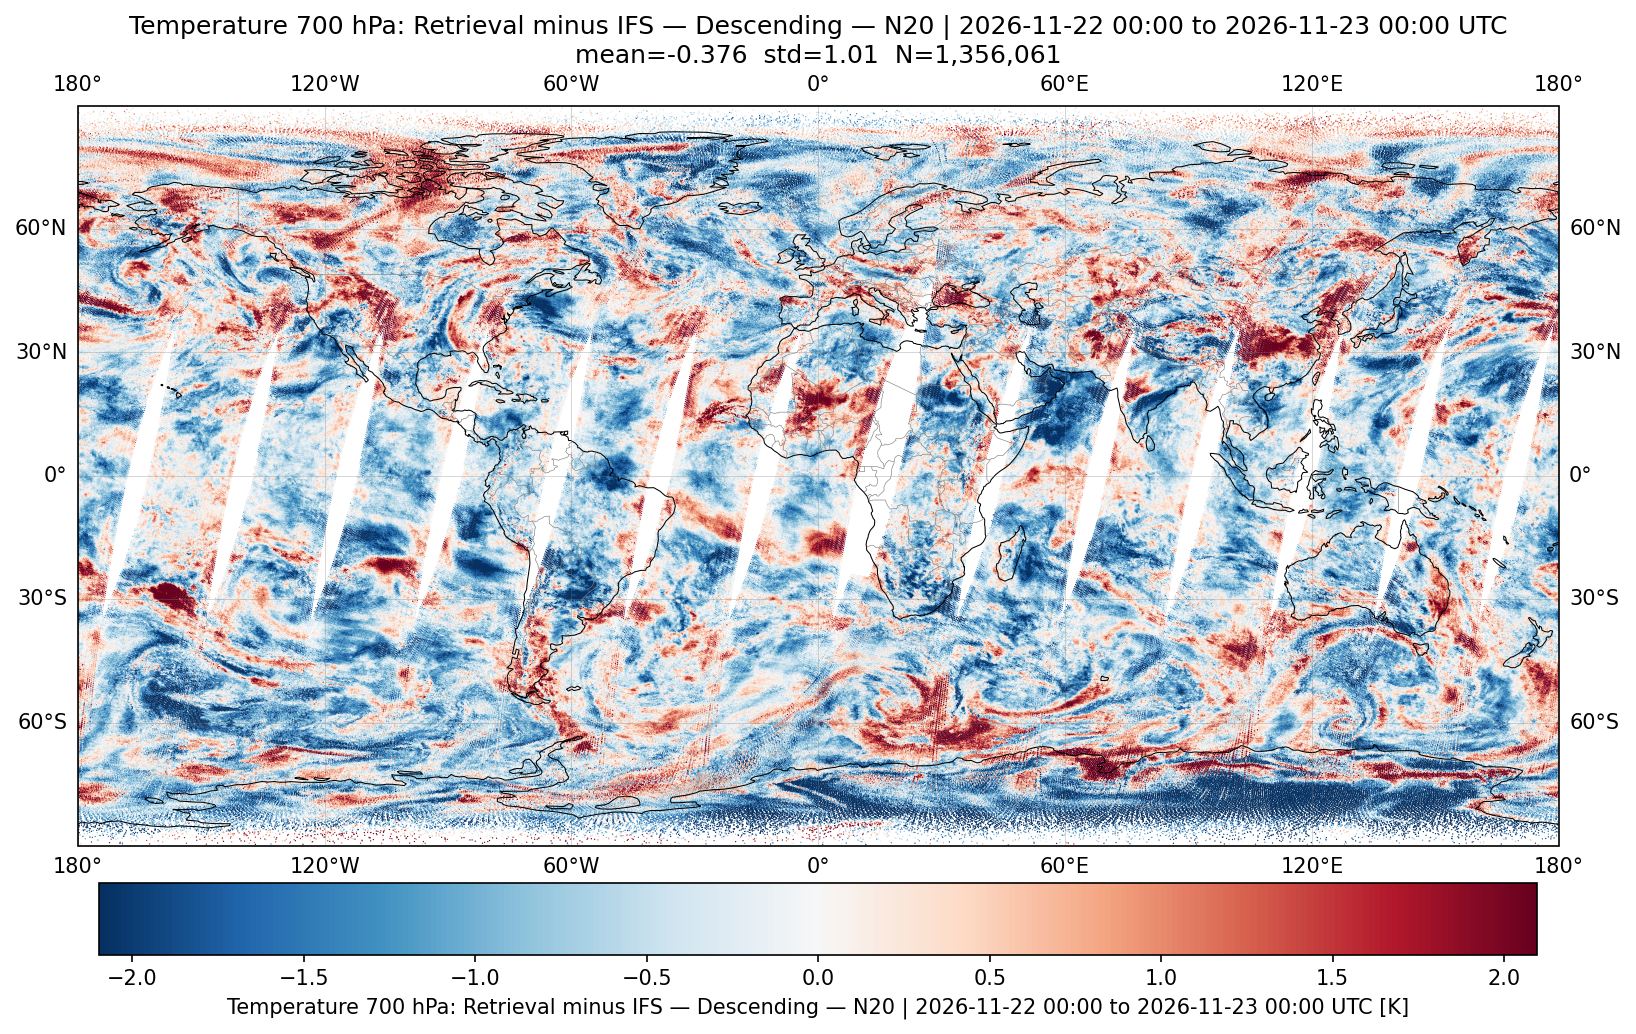 Temperature 700 hPa: Retrieval minus IFS — Descending — N20 | 2026-11-22 00:00 to 2026-11-23 00:00 UTC
mean=-0.376  std=1.01  N=1,356,061
180° 120°W 60°W 0° 60°E 120°E 180°
60°N 60°N
30°N 30°N
0° 0°
30°S 30°S
60°S 60°S
180° 120°W 60°W 0° 60°E 120°E 180°
−2.0 −1.5 −1.0 −0.5 0.0 0.5 1.0 1.5 2.0
Temperature 700 hPa: Retrieval minus IFS — Descending — N20 | 2026-11-22 00:00 to 2026-11-23 00:00 UTC [K]